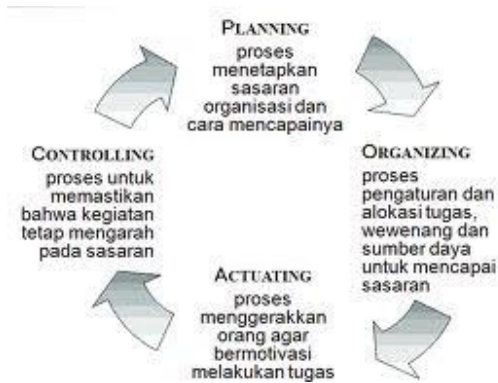 PLANNING
proses
menetapkan
sasaran
organisasi dan
cara mencapainya
ORGANIZING
proses
pengaturan dan
alokasi tugas,
wewenang dan
sumber daya
untuk mencapai
sasaran
ACTUATING
proses
menggerakkan
orang agar
bermotivasi
melakukan tugas
CONTROLLING
proses untuk
memastikan
bahwa kegiatan
tetap mengarah
pada sasaran